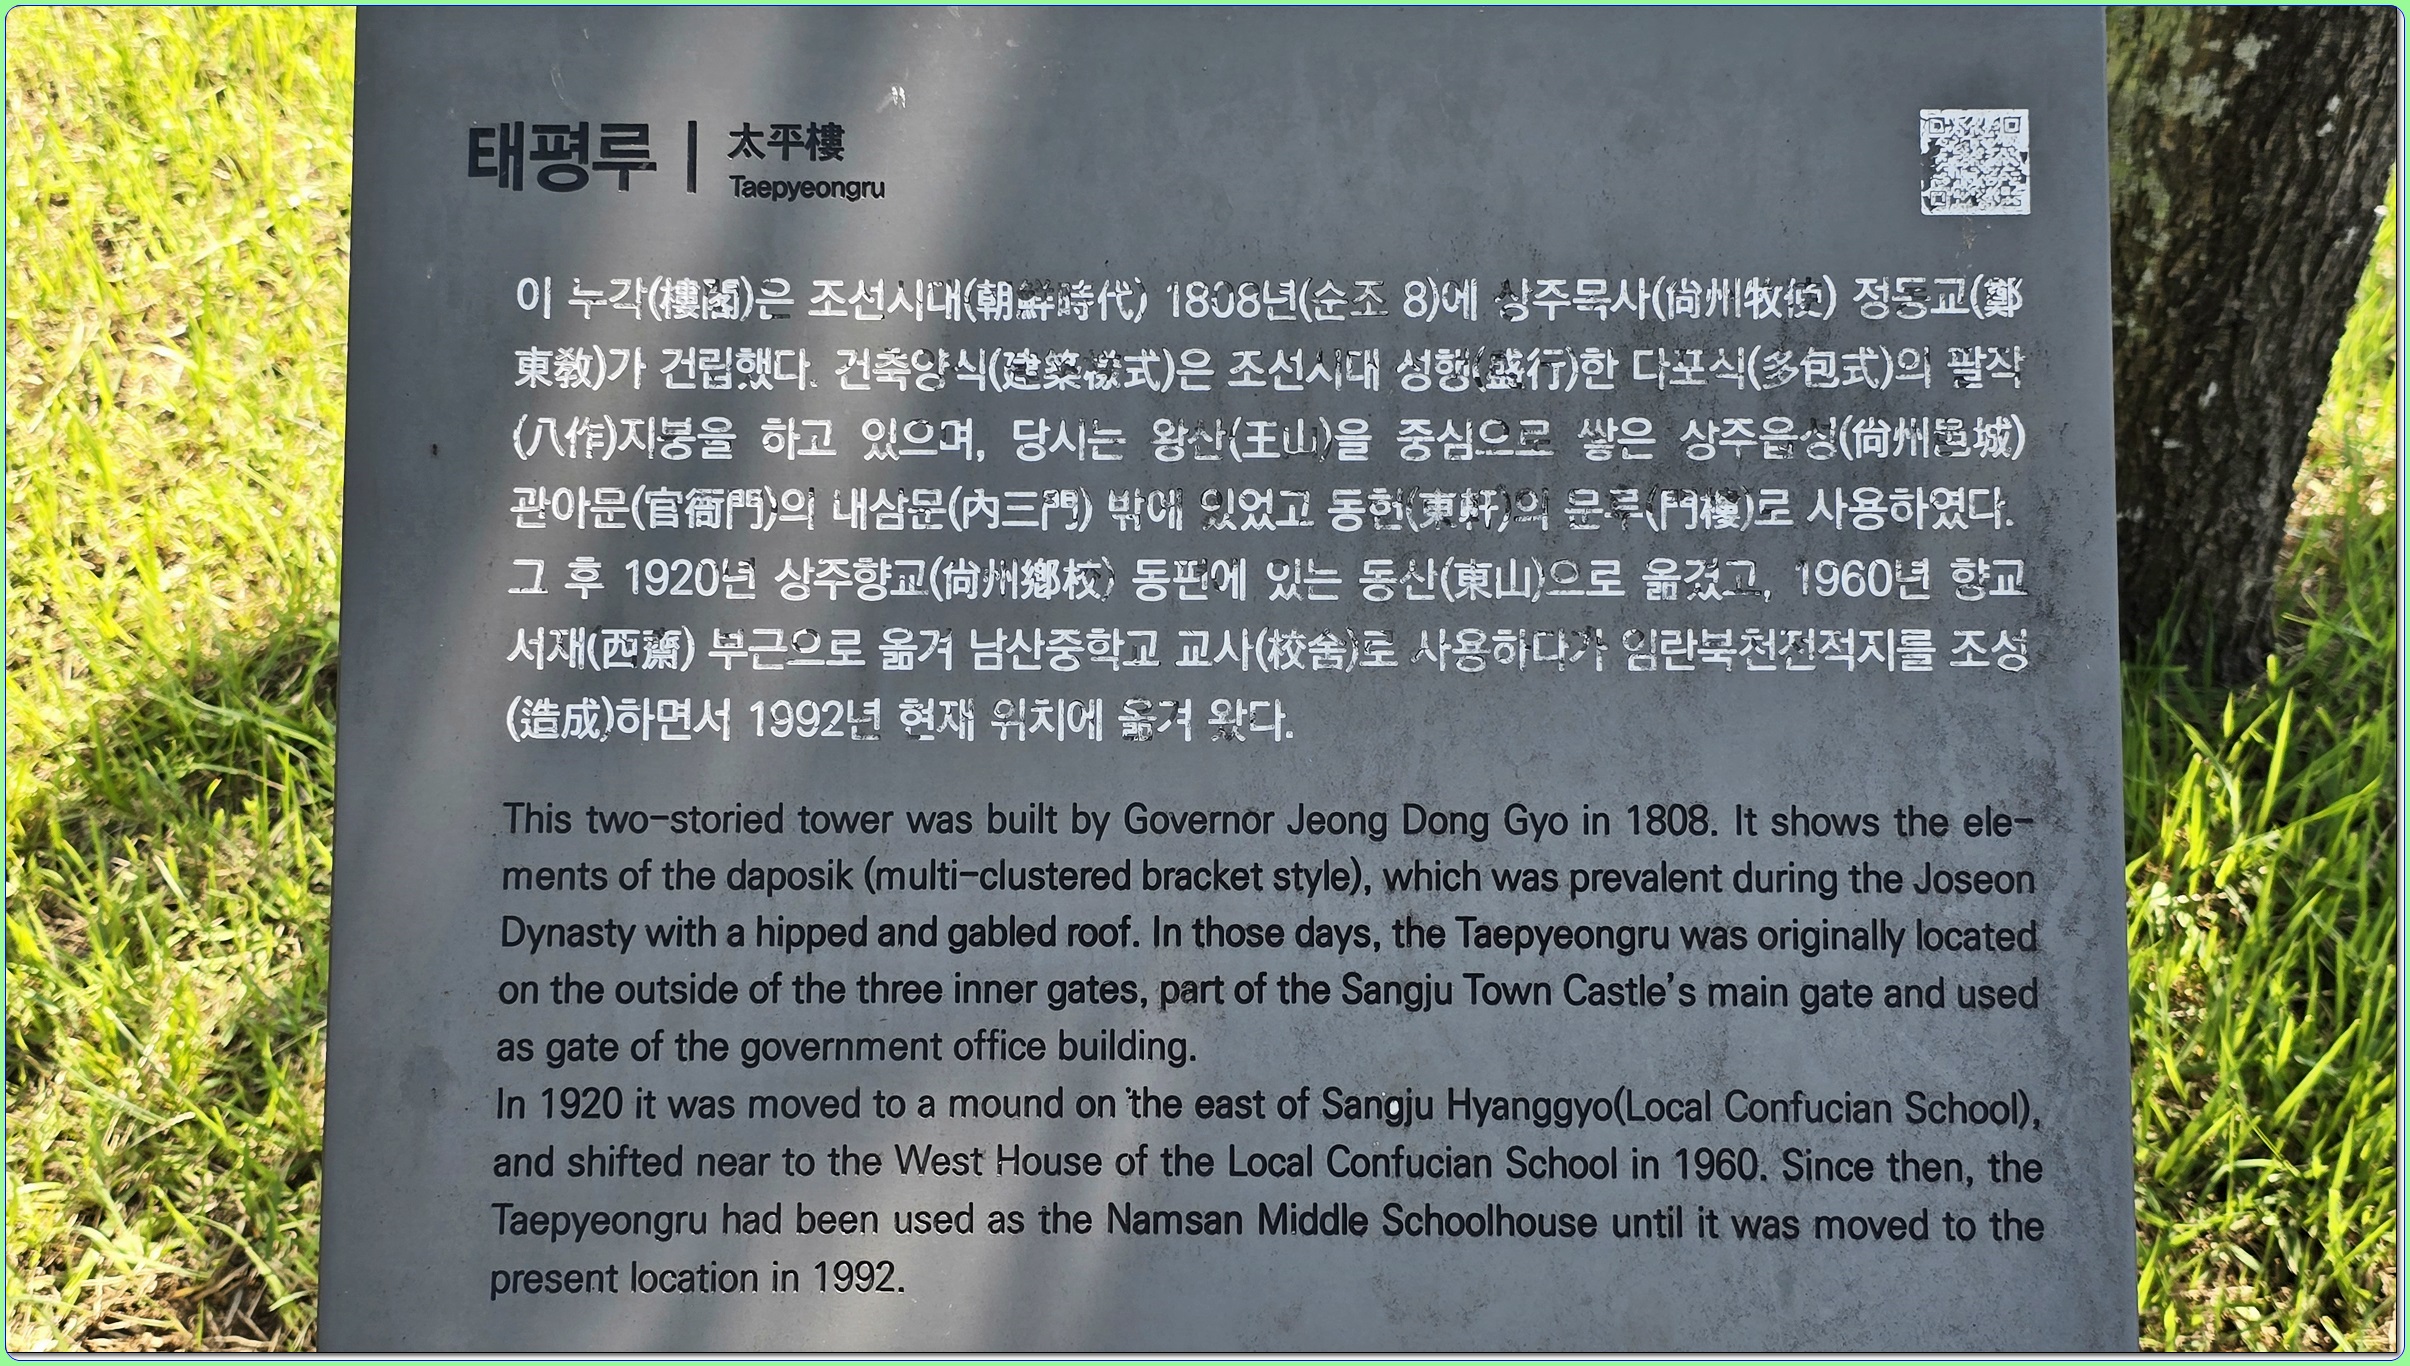 태평루 | 太平樓
Taepyeongru
이 누각(樓閣)은 조선시대(朝鮮時代) 1808년(순조 8)에 상주목사(尙州牧使) 정동교(鄭
東敎)가 건립했다. 건축양식(建築樣式)은 조선시대 성행(盛行)한 다포식(多包式)의 팔작
(八作)지붕을 하고 있으며, 당시는 왕산(王山)을 중심으로 쌓은 상주읍성(尙州邑城)
관아문(官衙門)의 내삼문(內三門) 밖에 있었고 동헌(東軒)의 문루(門樓)로 사용하였다.
그 후 1920년 상주향교(尙州鄕校) 동편에 있는 동산(東山)으로 옮겼고, 1960년 향교
서재(西齋) 부근으로 옮겨 남산중학교 교사(校舍)로 사용하다가 임란북천전적지를 조성
(造成)하면서 1992년 현재 위치에 옮겨 왔다.
This two-storied tower was built by Governor Jeong Dong Gyo in 1808. It shows the ele-
ments of the daposik (multi-clustered bracket style), which was prevalent during the Joseon
Dynasty with a hipped and gabled roof. In those days, the Taepyeongru was originally located
on the outside of the three inner gates, part of the Sangju Town Castle's main gate and used
as gate of the government office building.
In 1920 it was moved to a mound on the east of Sangju Hyanggyo(Local Confucian School),
and shifted near to the West House of the Local Confucian School in 1960. Since then, the
Taepyeongru had been used as the Namsan Middle Schoolhouse until it was moved to the
present location in 1992.